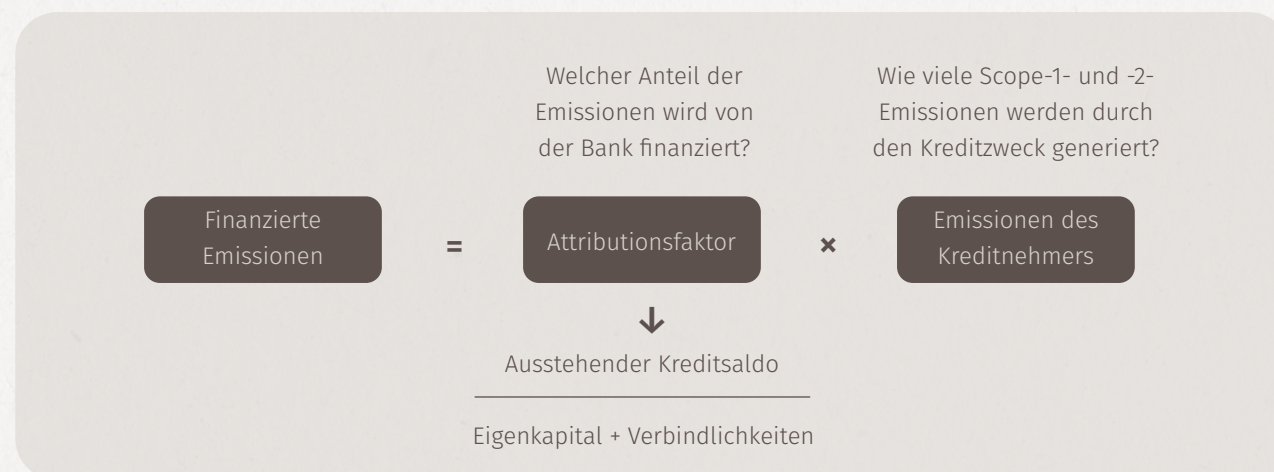 Welcher Anteil der
Emissionen wird von
der Bank finanziert?
Wie viele Scope-1- und -2-
Emissionen werden durch
den Kreditzweck generiert?
Finanzierte
Emissionen
=
Attributionsfaktor
×
Emissionen des
Kreditnehmers
↓
Ausstehender Kreditsaldo
Eigenkapital + Verbindlichkeiten